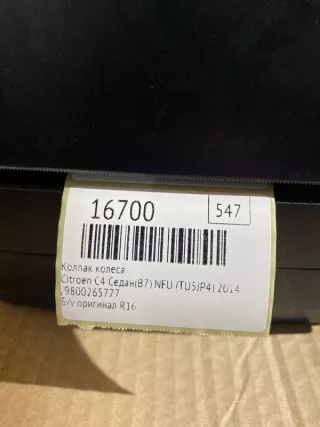 16700
547
Колпак колеса
Citroen C4 Седан(B7) NFU (TU5JP4) 2014
,9800265777
Б/у оригинал R16